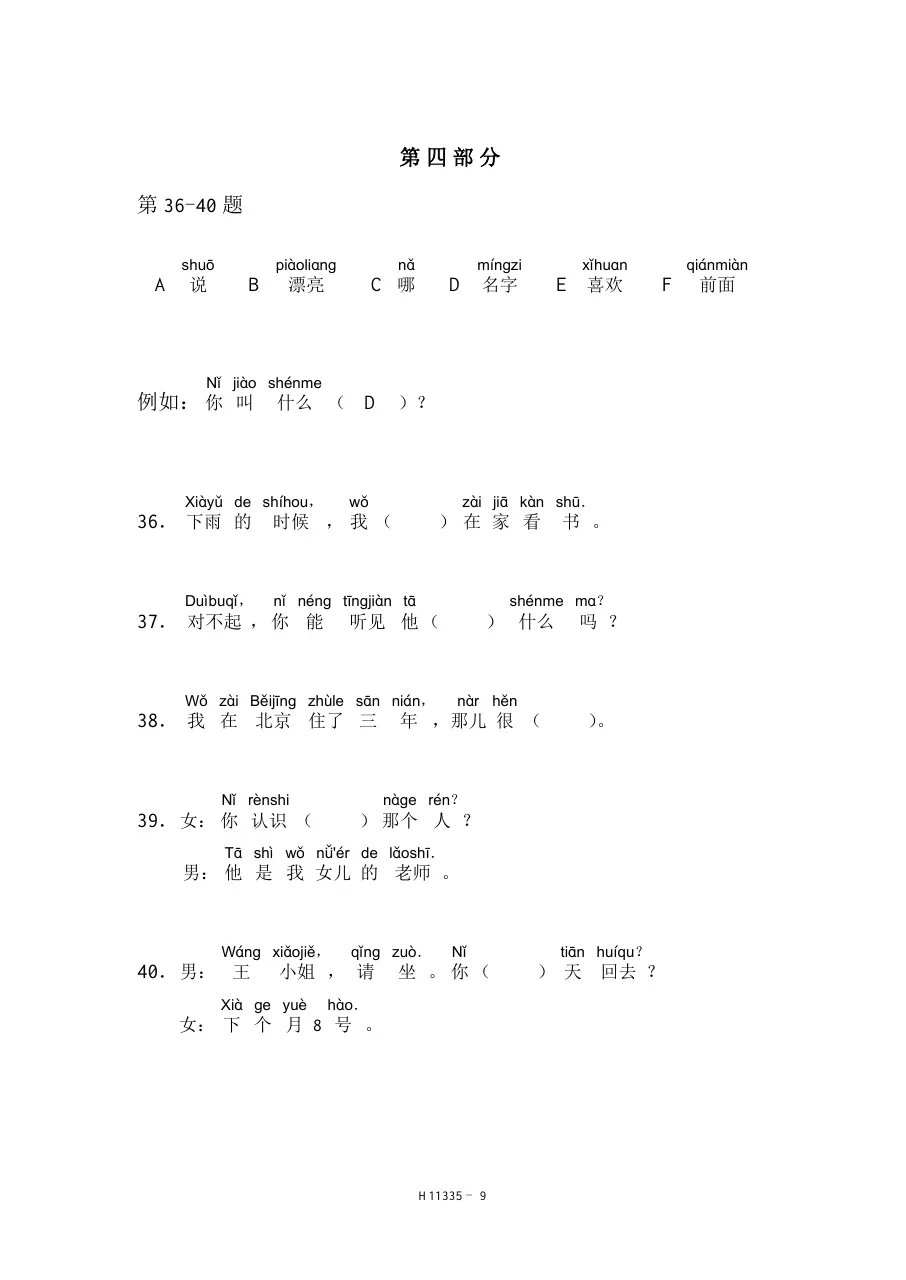 第四部分
第 36-40 题
shuō piàoliang nǎ míngzi xǐhuan qiánmiàn
A 说 B 漂亮 C 哪 D 名字 E 喜欢 F 前面
Nǐ jiào shénme
例如：你 叫 什么 （ D ）？
Xiàyǔ de shíhou， wǒ zài jiā kàn shū．
36． 下雨 的 时候 ，我（ ）在 家 看 书 。
Duìbuqǐ， nǐ néng tīngjiàn tā shénme ma？
37． 对不起 ，你 能 听见 他（ ）什么 吗 ？
Wǒ zài Běijīng zhùle sān nián， nàr hěn
38． 我 在 北京 住了 三 年 ，那儿 很 （ ）。
Nǐ rènshi nàge rén？
39．女：你 认识 （ ）那个 人 ？
Tā shì wǒ nǚ'ér de lǎoshī．
男：他 是 我 女儿 的 老师 。
Wáng xiǎojiě， qǐng zuò． Nǐ tiān huíqu？
40．男： 王 小姐 ，请 坐 。你（ ）天 回去 ？
Xià ge yuè hào．
女：下 个 月 8 号 。
H11335－ 9